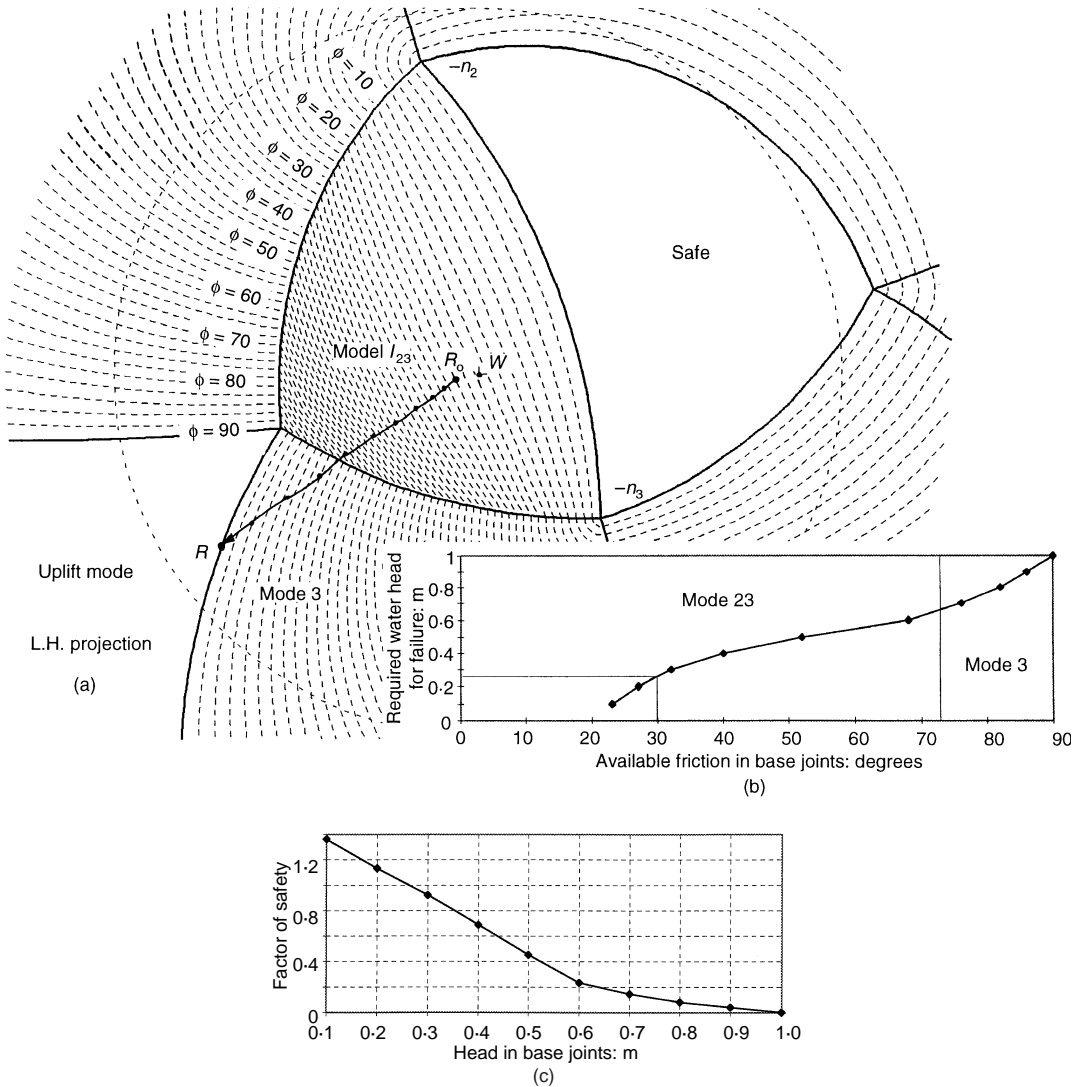 −n₂
ϕ = 10
ϕ = 20
ϕ = 30
ϕ = 40
ϕ = 50
ϕ = 60
ϕ = 70
ϕ = 80
ϕ = 90
Safe
Model I₂₃
Rₒ
W
−n₃
R
Uplift mode
Mode 3
L.H. projection
(a)
Required water head
for failure: m
1
0·8
0·6
0·4
0·2
0
Mode 23
Mode 3
0 10 20 30 40 50 60 70 80 90
Available friction in base joints: degrees
(b)
Factor of safety
1·2
0·8
0·4
0
0·1 0·2 0·3 0·4 0·5 0·6 0·7 0·8 0·9 1·0
Head in base joints: m
(c)